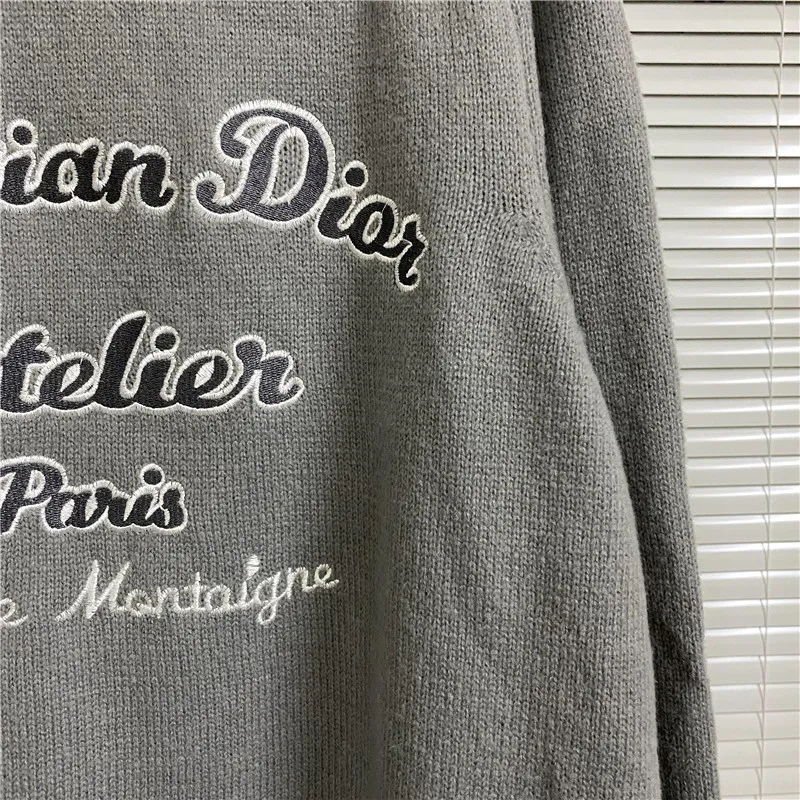 ian Dior
telier
Paris
e Montaigne